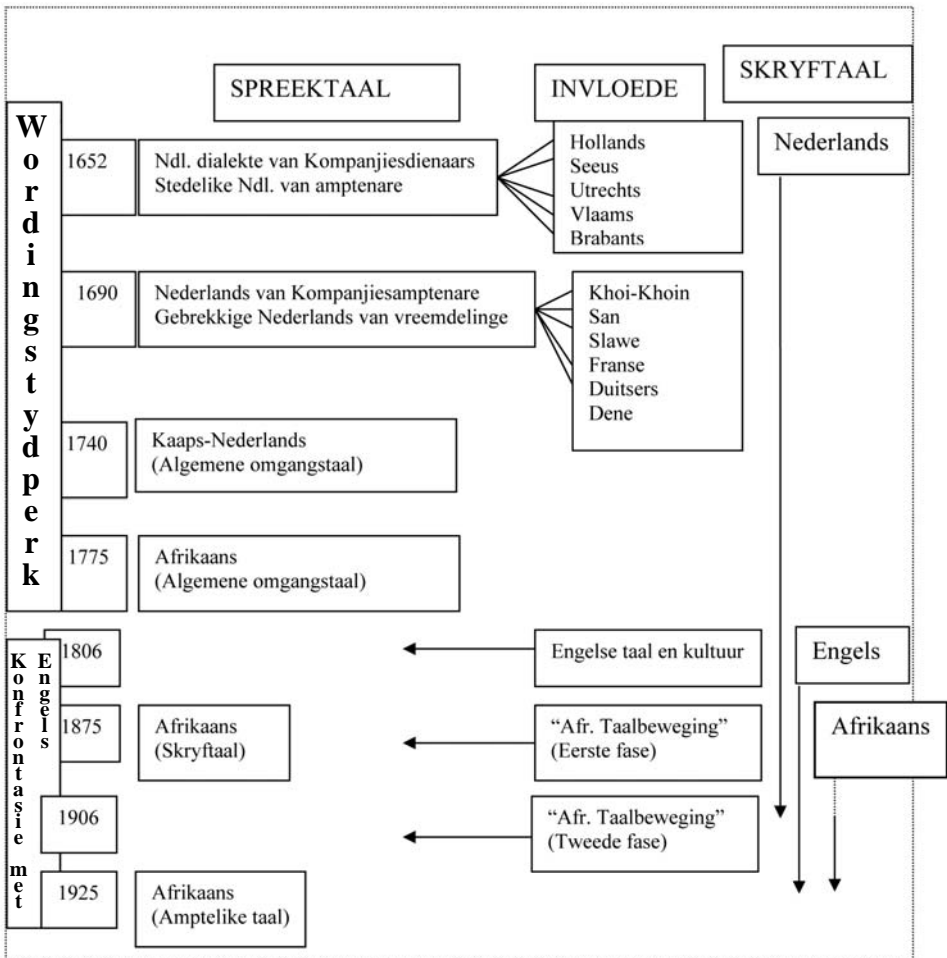 SPREEKTAAL
INVLOEDE
SKRYFTAAL
Wordingstydperk
1652
Ndl. dialekte van Kompanjiesdienaars
Stedelike Ndl. van amptenare
Hollands
Seeus
Utrechts
Vlaams
Brabants
Nederlands
1690
Nederlands van Kompanjiesamptenare
Gebrekkige Nederlands van vreemdelinge
Khoi-Khoin
San
Slawe
Franse
Duitsers
Dene
1740
Kaaps-Nederlands
(Algemene omgangstaal)
1775
Afrikaans
(Algemene omgangstaal)
Konfrontasie met
Engels
1806
Engelse taal en kultuur
Engels
1875
Afrikaans
(Skryftaal)
“Afr. Taalbeweging”
(Eerste fase)
Afrikaans
1906
“Afr. Taalbeweging”
(Tweede fase)
1925
Afrikaans
(Amptelike taal)